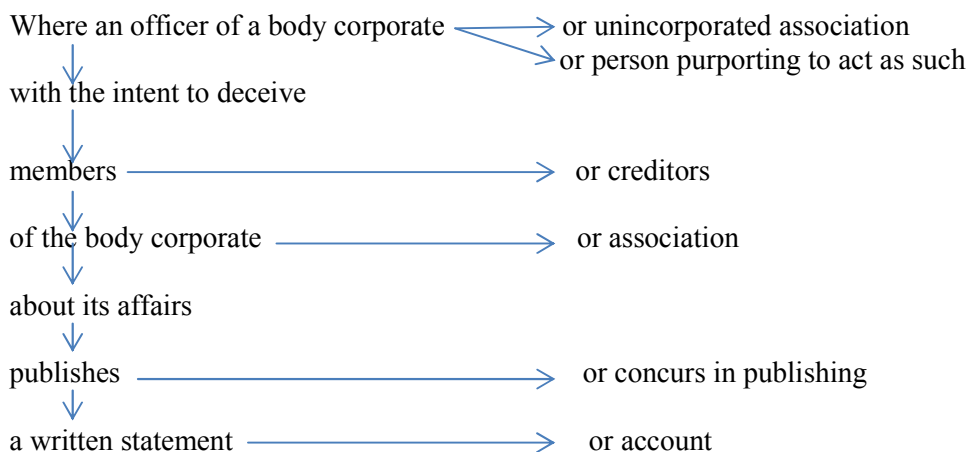 Where an officer of a body corporate or unincorporated association
or person purporting to act as such
with the intent to deceive
members or creditors
of the body corporate or association
about its affairs
publishes or concurs in publishing
a written statement or account